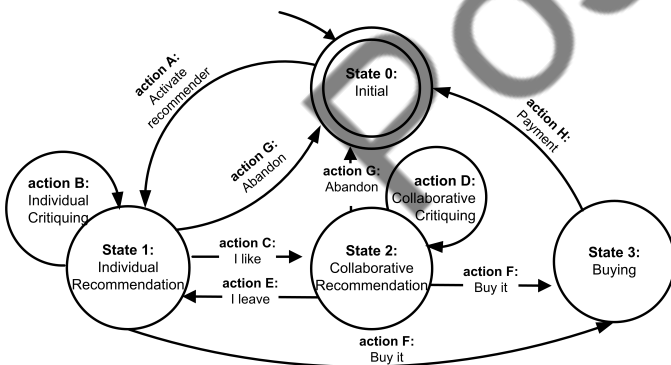 State 0:
Initial
action A:
Activate
recommender
action G:
Abandon
action G:
Abandon
action H:
Payment
action B:
Individual
Critiquing
action D:
Collaborative
Critiquing
State 1:
Individual
Recommendation
action C:
I like
action E:
I leave
State 2:
Collaborative
Recommendation
action F:
Buy it
State 3:
Buying
action F:
Buy it